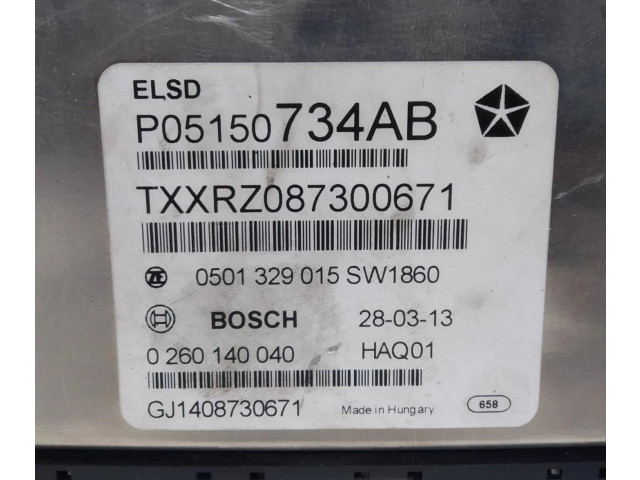 ELSD
P05150734AB
TXXRZ087300671
ZF 0501 329 015 SW1860
BOSCH 28-03-13
0 260 140 040 HAQ01
GJ1408730671 Made in Hungary 658